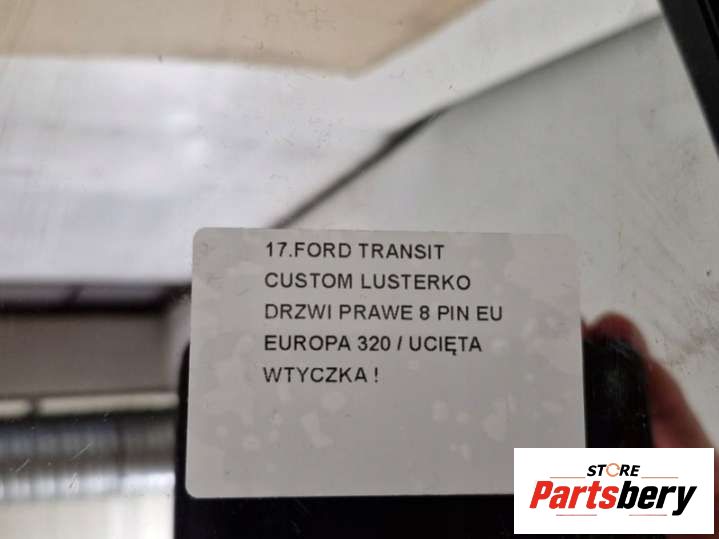 17.FORD TRANSIT
CUSTOM LUSTERKO
DRZWI PRAWE 8 PIN EU
EUROPA 320 / UCIĘTA
WTYCZKA !
STORE
Partsbery